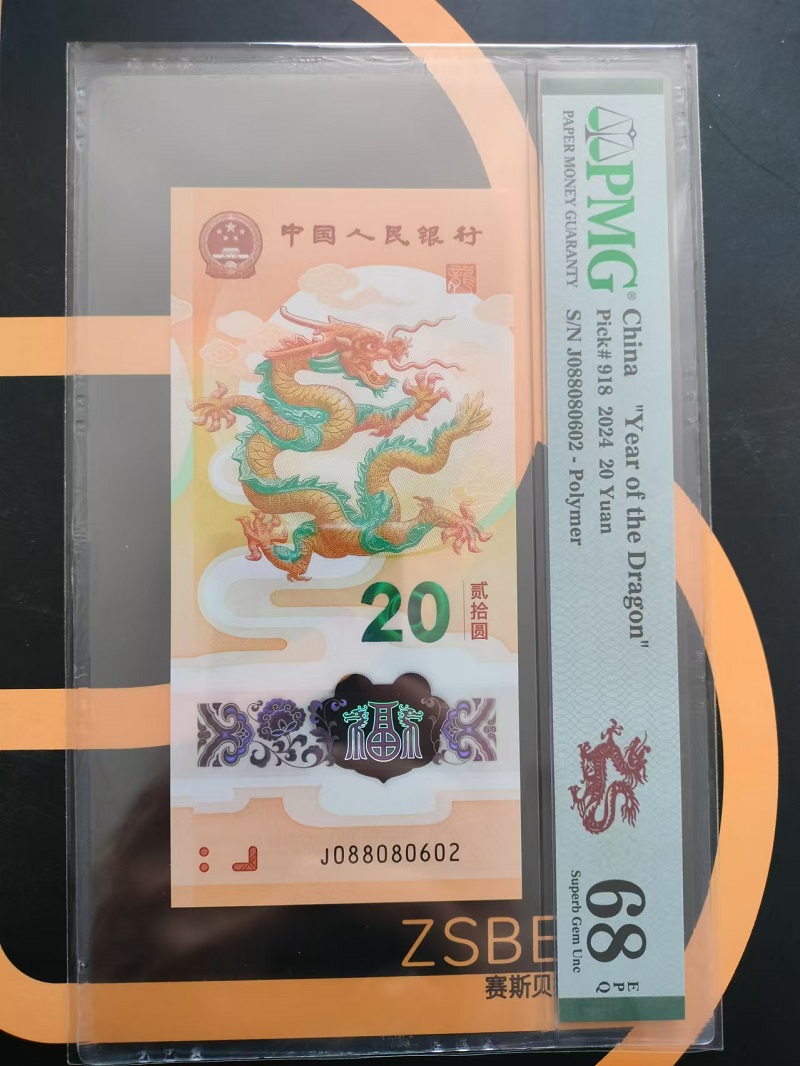 中国人民银行
龍
20
贰拾圆
福
J088080602
PMG®
PAPER MONEY GUARANTY
China "Year of the Dragon"
Pick# 918 2024 20 Yuan
S/N J088080602 - Polymer
68
EPQ
Superb Gem Unc
ZSBE
赛斯贝